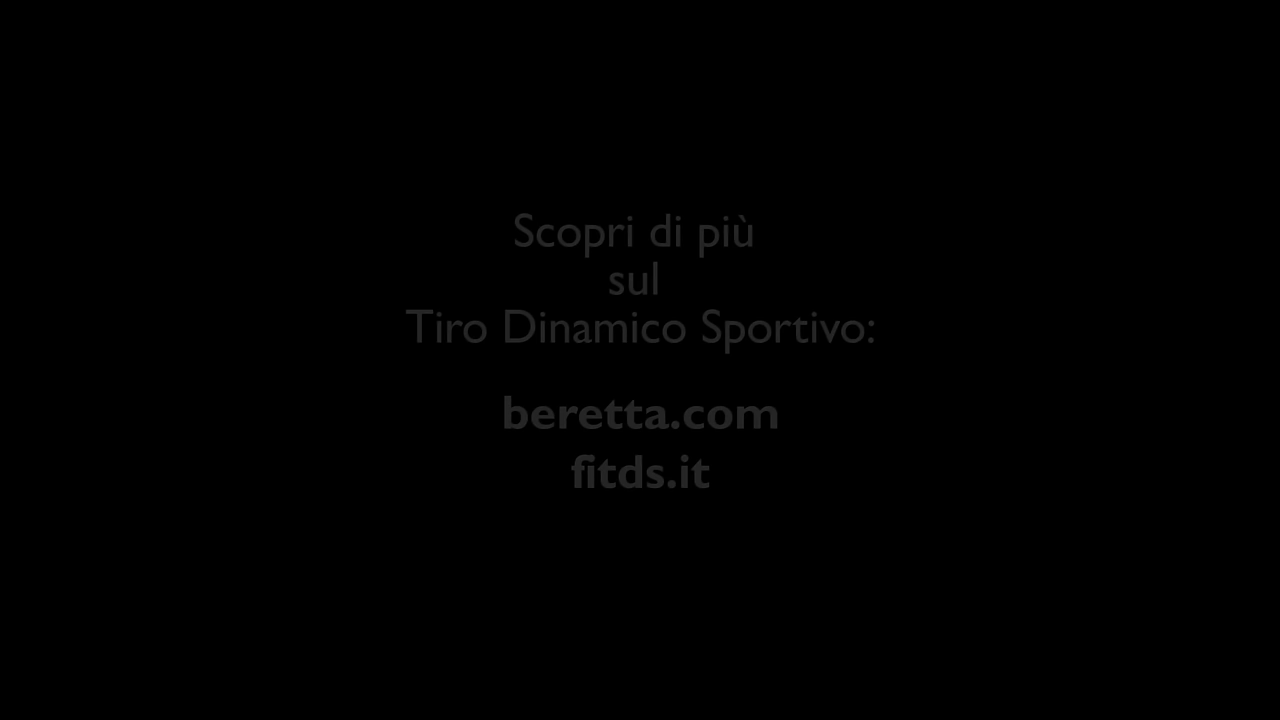 Scopri di più
sul
Tiro Dinamico Sportivo:
beretta.com
fitds.it